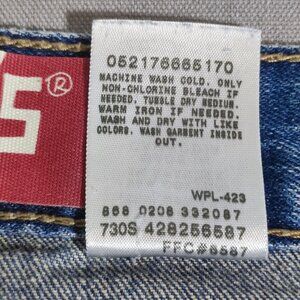 'S®
052176665170
MACHINE WASH COLD. ONLY
NON-CHLORINE BLEACH IF
NEEDED. TUMBLE DRY MEDIUM.
WARM IRON IF NEEDED.
WASH AND DRY WITH LIKE
COLORS. WASH GARMENT INSIDE
OUT.
WPL-423
868 0208 332087
730S 428256587
FFC#6587